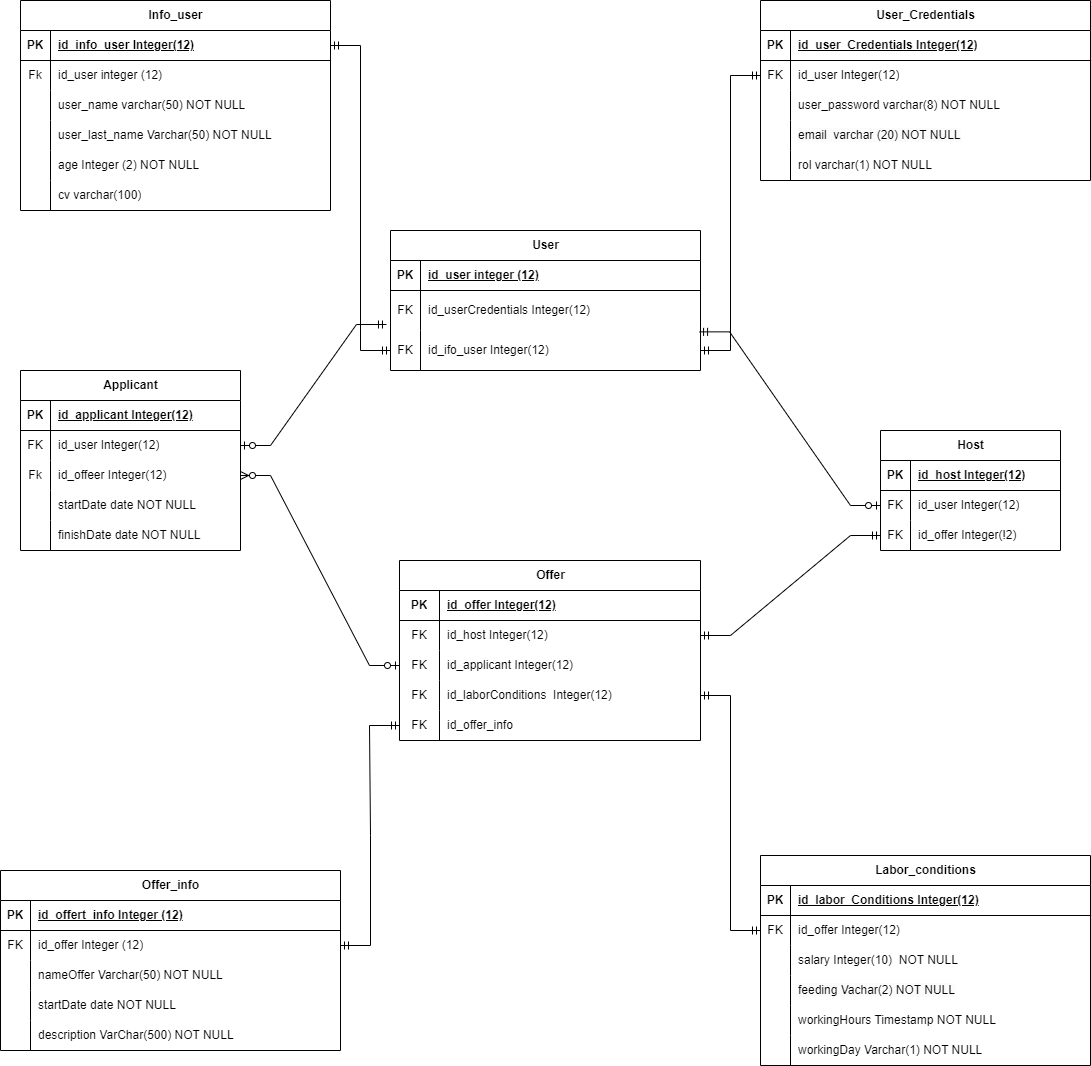 Info_user
PK id_info_user Integer(12)
Fk id_user integer (12)
user_name varchar(50) NOT NULL
user_last_name Varchar(50) NOT NULL
age Integer (2) NOT NULL
cv varchar(100)
User_Credentials
PK id_user_Credentials Integer(12)
FK id_user Integer(12)
user_password varchar(8) NOT NULL
email varchar (20) NOT NULL
rol varchar(1) NOT NULL
User
PK id_user integer (12)
FK id_userCredentials Integer(12)
FK id_ifo_user Integer(12)
Applicant
PK id_applicant Integer(12)
FK id_user Integer(12)
Fk id_offeer Integer(12)
startDate date NOT NULL
finishDate date NOT NULL
Host
PK id_host Integer(12)
FK id_user Integer(12)
FK id_offer Integer(!2)
Offer
PK id_offer Integer(12)
FK id_host Integer(12)
FK id_applicant Integer(12)
FK id_laborConditions Integer(12)
FK id_offer_info
Offer_info
PK id_offert_info Integer (12)
FK id_offer Integer (12)
nameOffer Varchar(50) NOT NULL
startDate date NOT NULL
description VarChar(500) NOT NULL
Labor_conditions
PK id_labor_Conditions Integer(12)
FK id_offer Integer(12)
salary Integer(10) NOT NULL
feeding Vachar(2) NOT NULL
workingHours Timestamp NOT NULL
workingDay Varchar(1) NOT NULL